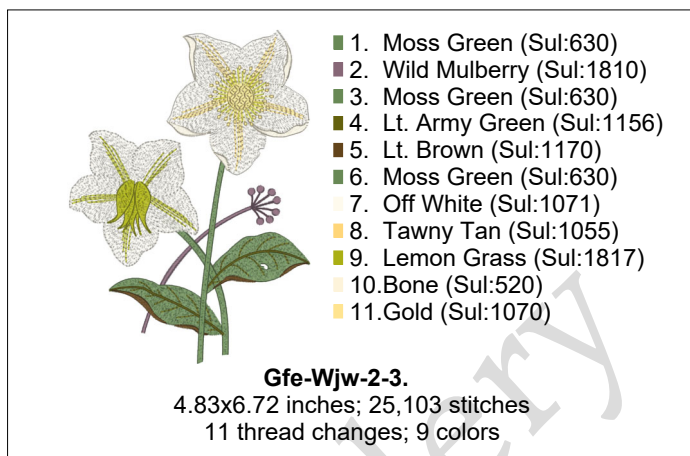 1. Moss Green (Sul:630)
2. Wild Mulberry (Sul:1810)
3. Moss Green (Sul:630)
4. Lt. Army Green (Sul:1156)
5. Lt. Brown (Sul:1170)
6. Moss Green (Sul:630)
7. Off White (Sul:1071)
8. Tawny Tan (Sul:1055)
9. Lemon Grass (Sul:1817)
10.Bone (Sul:520)
11.Gold (Sul:1070)
Gfe-Wjw-2-3.
4.83x6.72 inches; 25,103 stitches
11 thread changes; 9 colors